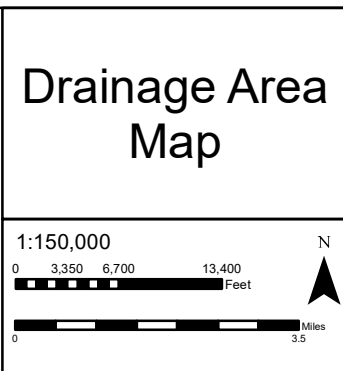 Drainage Area
Map
1:150,000
N
0 3,350 6,700 13,400
Feet
Miles
0 3.5